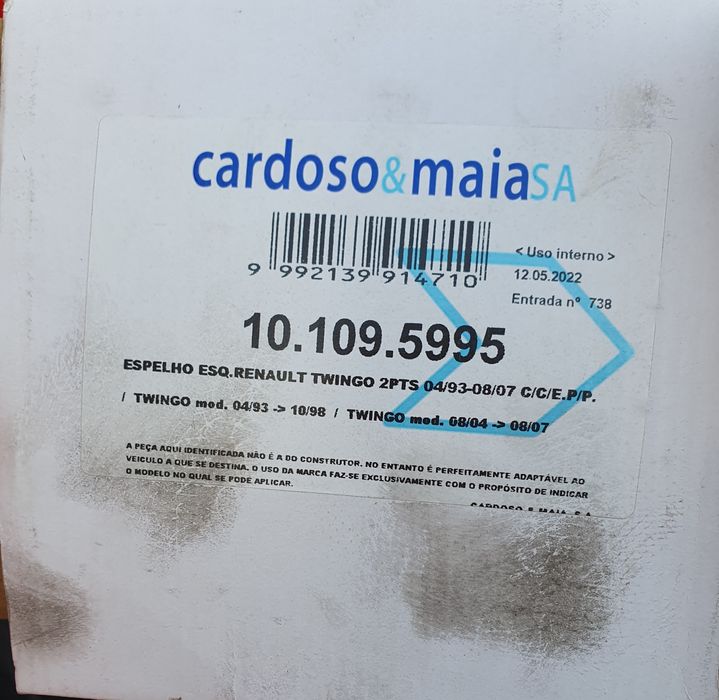 cardoso&maiaSA
< Uso interno >
9 992139 914710
12.05.2022
Entrada nº 738
10.109.5995
ESPELHO ESQ.RENAULT TWINGO 2PTS 04/93-08/07 C/C/E.P/P.
/ TWINGO mod. 04/93 -> 10/98 / TWINGO mod. 08/04 -> 08/07
A PEÇA AQUI IDENTIFICADA NÃO É A DO CONSTRUTOR. NO ENTANTO É PERFEITAMENTE ADAPTÁVEL AO
VEICULO A QUE SE DESTINA. O USO DA MARCA FAZ-SE EXCLUSIVAMENTE COM O PROPÓSITO DE INDICAR
O MODELO NO QUAL SE PODE APLICAR.
CARDOSO & MAIA, S.A